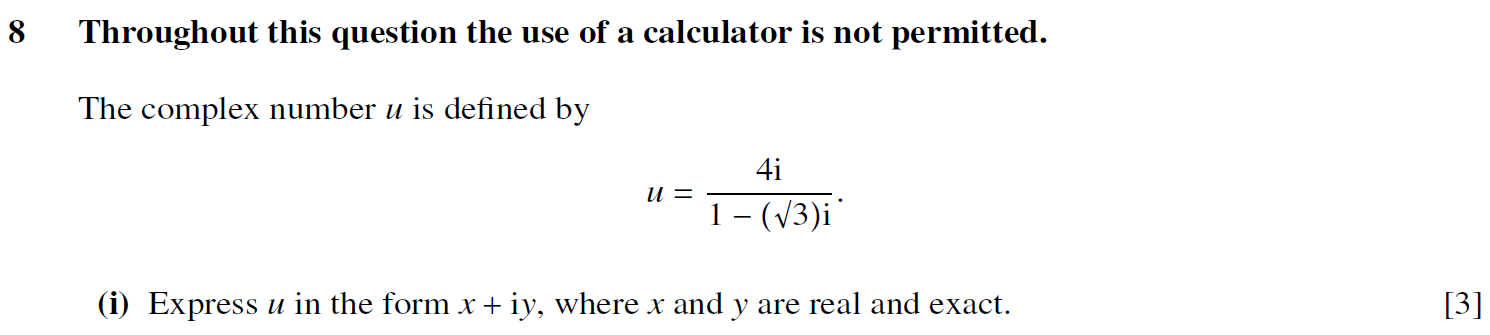 8 Throughout this question the use of a calculator is not permitted.
The complex number u is defined by
u = 4i / (1 − (√3)i).
(i) Express u in the form x + iy, where x and y are real and exact. [3]